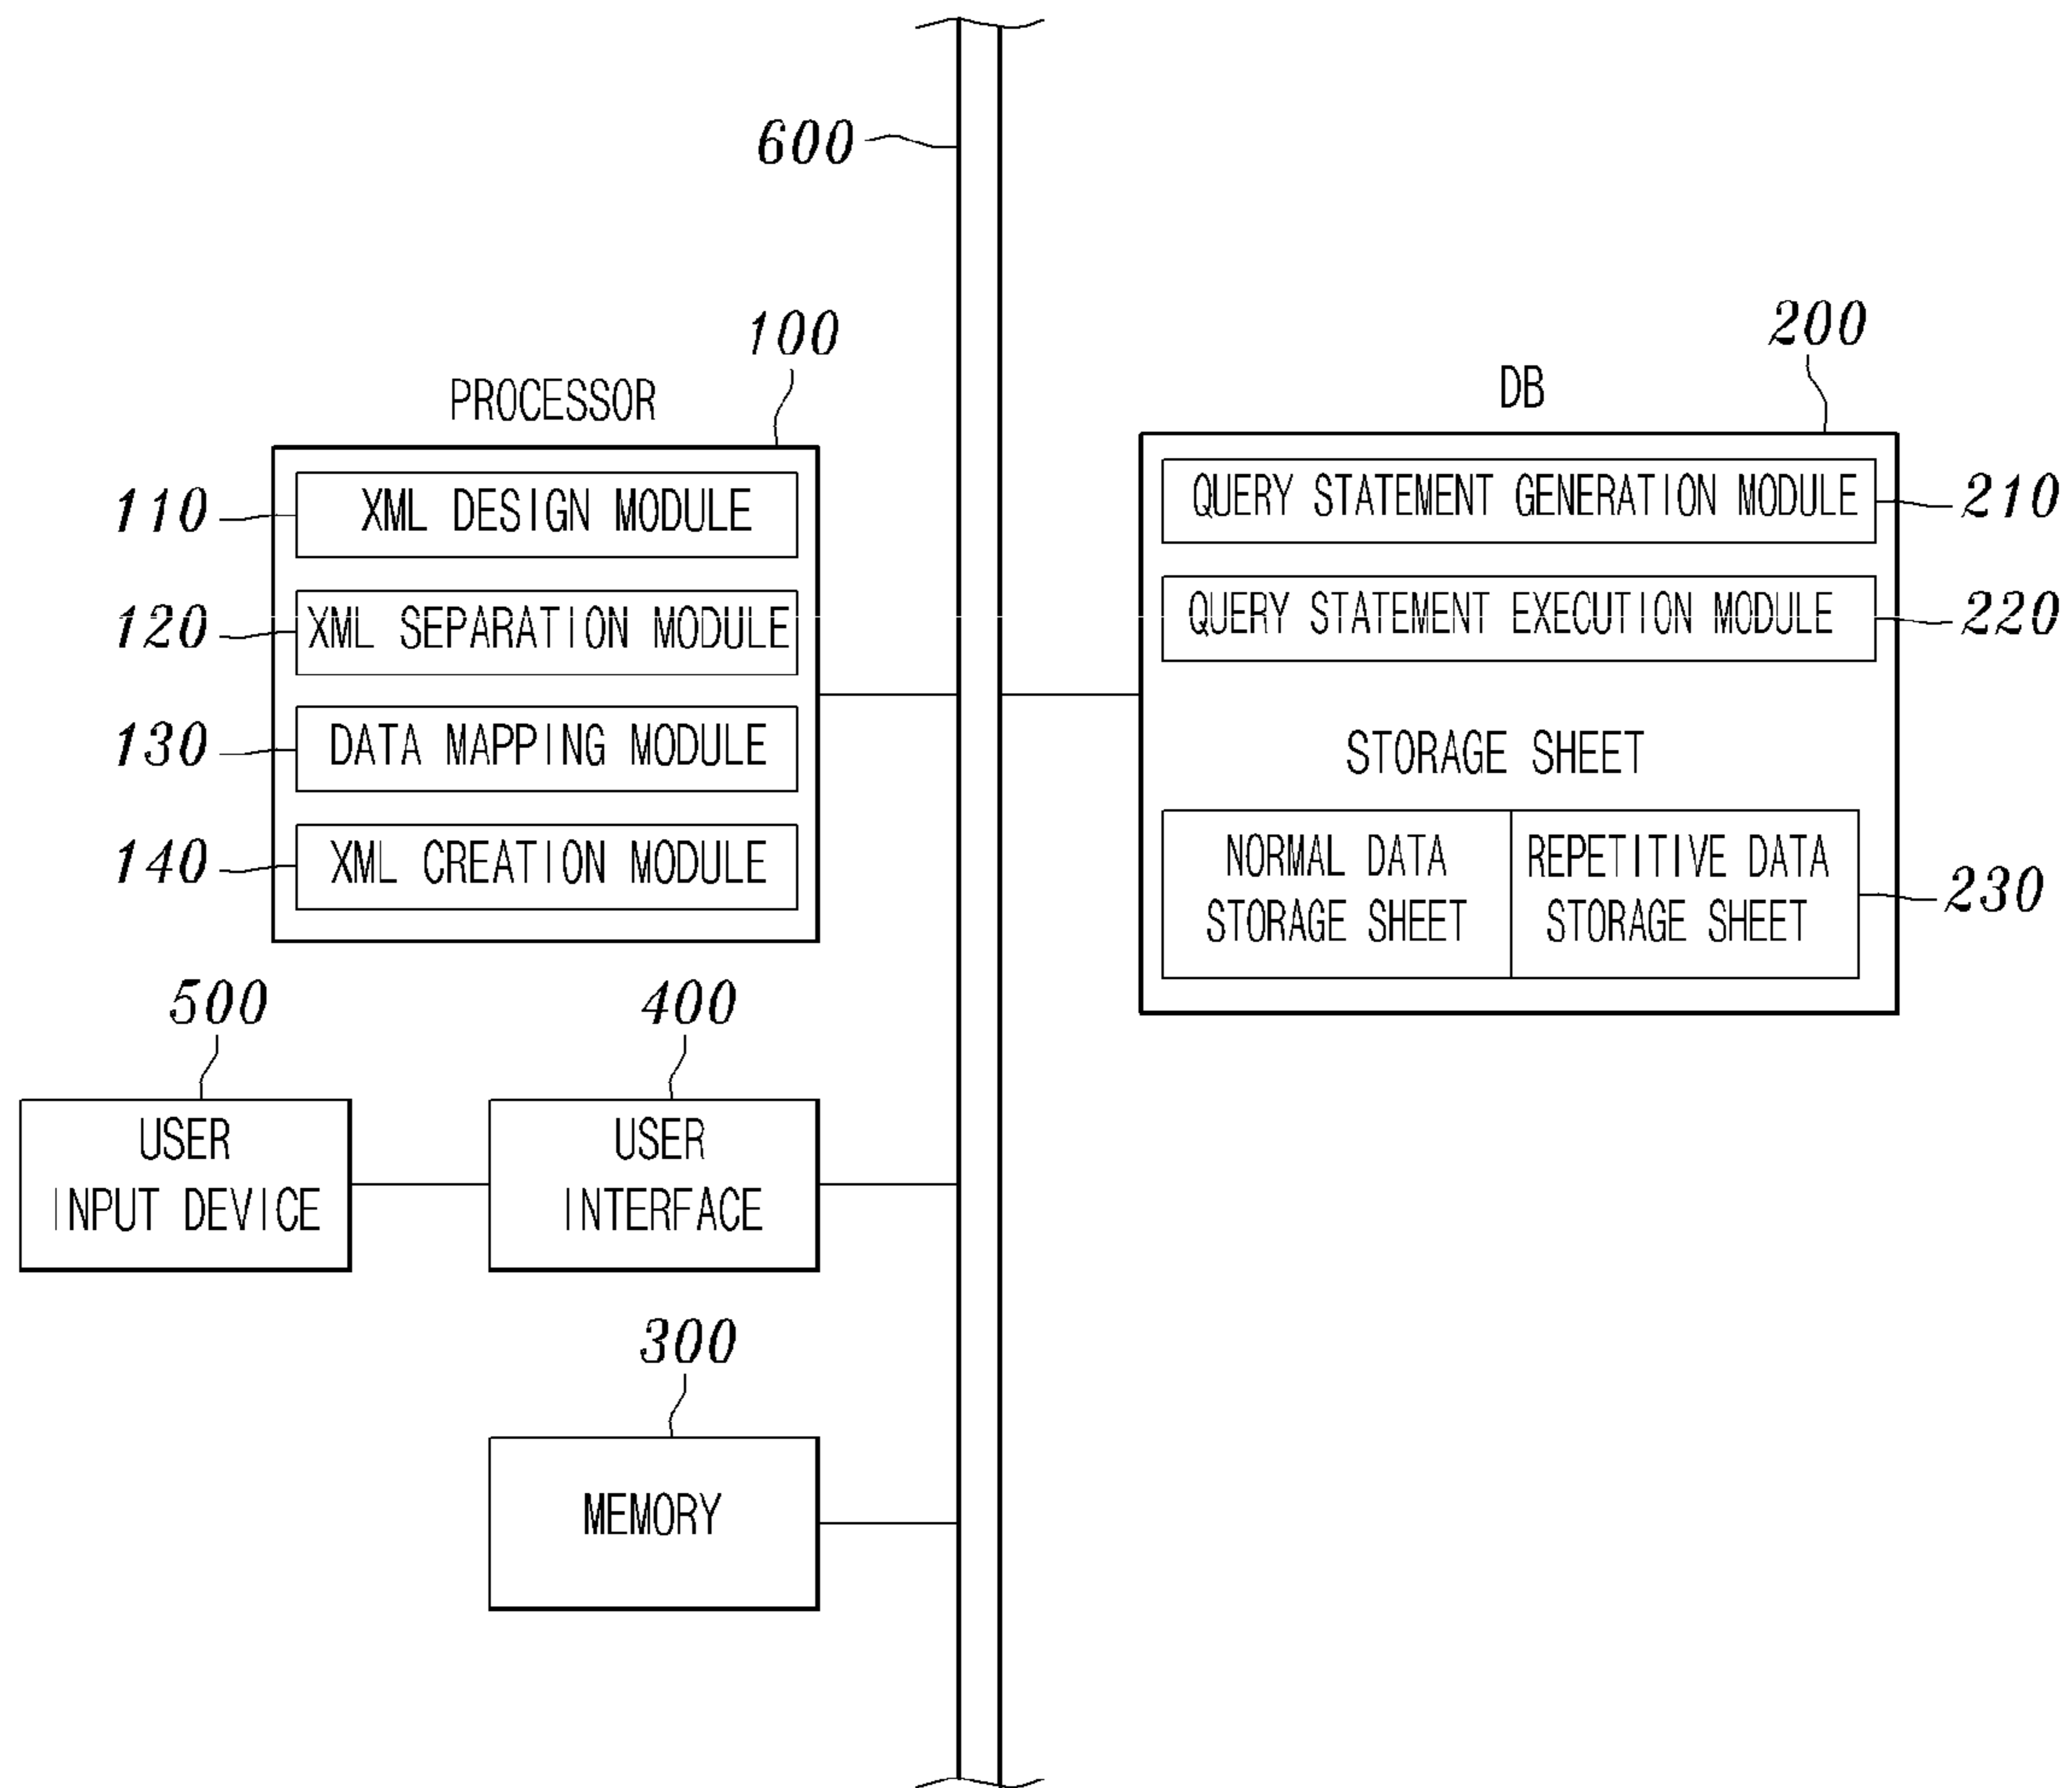 600
100
PROCESSOR
110
XML DESIGN MODULE
120
XML SEPARATION MODULE
130
DATA MAPPING MODULE
140
XML CREATION MODULE
200
DB
QUERY STATEMENT GENERATION MODULE
210
QUERY STATEMENT EXECUTION MODULE
220
STORAGE SHEET
NORMAL DATA
STORAGE SHEET
REPETITIVE DATA
STORAGE SHEET
230
500
USER
INPUT DEVICE
400
USER
INTERFACE
300
MEMORY